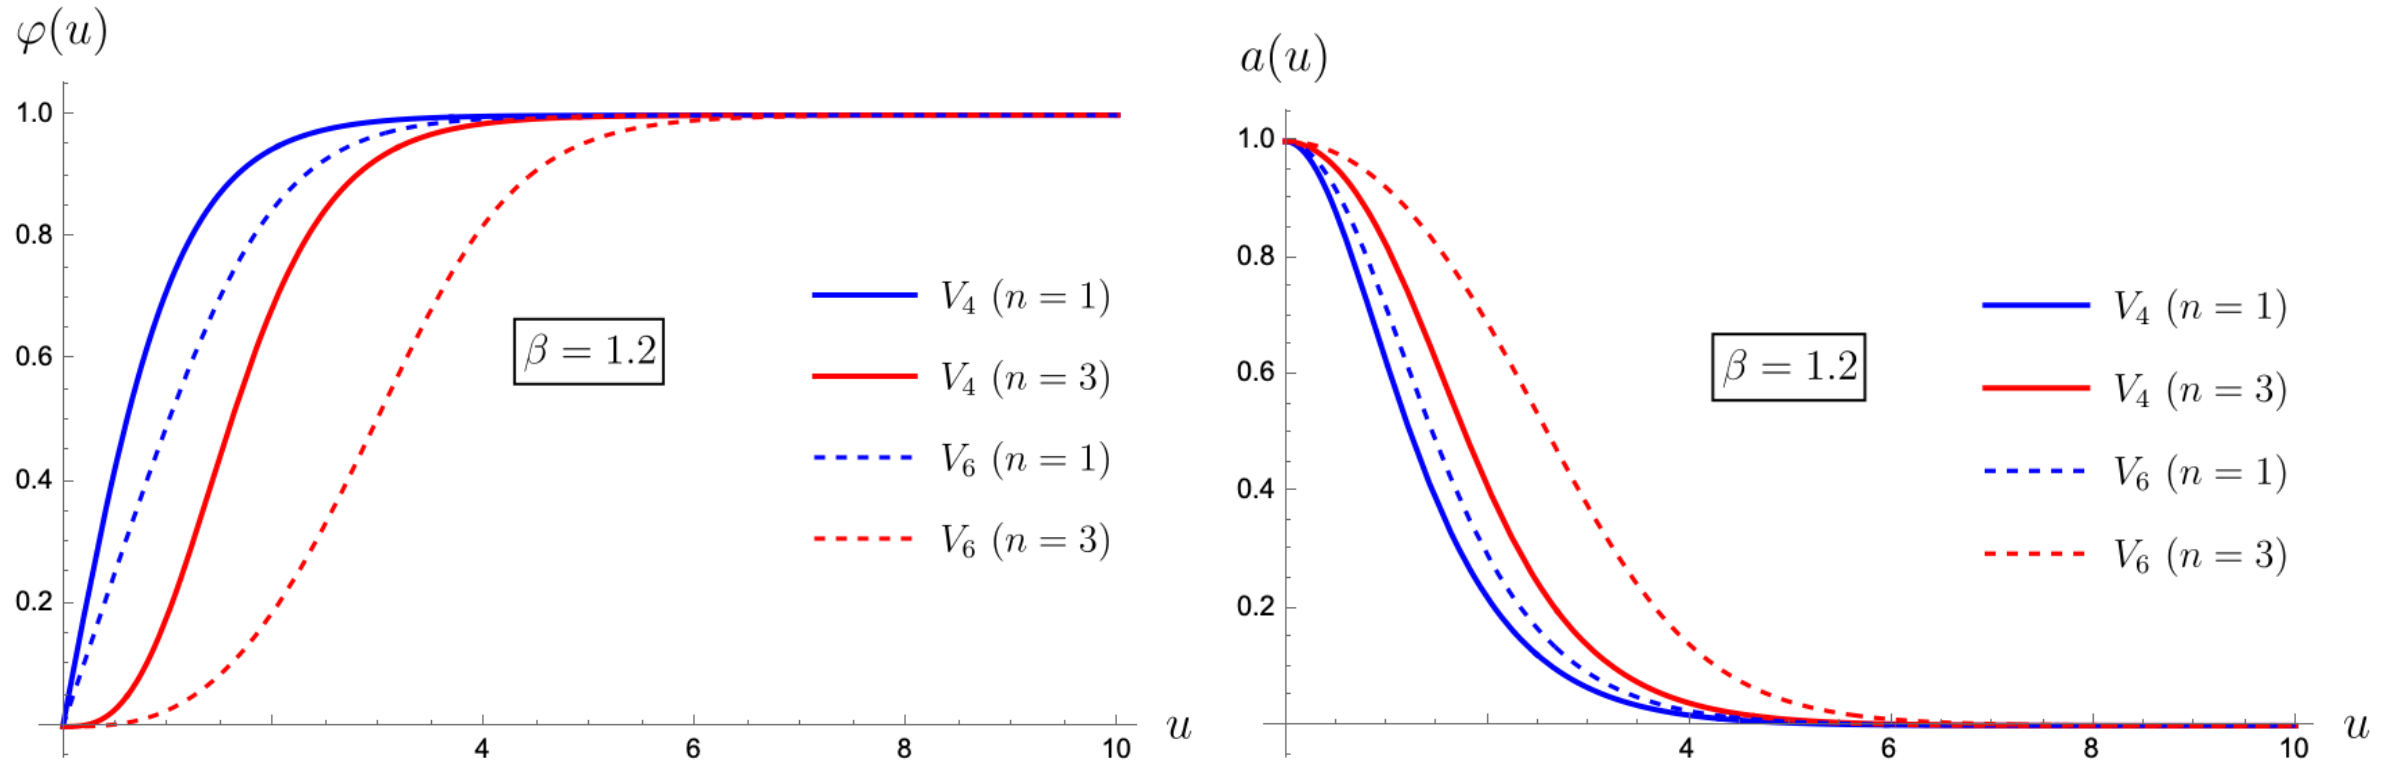 φ(u)
1.0
0.8
0.6
0.4
0.2
4 6 8 10 u
β = 1.2
V₄ (n = 1)
V₄ (n = 3)
V₆ (n = 1)
V₆ (n = 3)
a(u)
1.0
0.8
0.6
0.4
0.2
4 6 8 10 u
β = 1.2
V₄ (n = 1)
V₄ (n = 3)
V₆ (n = 1)
V₆ (n = 3)